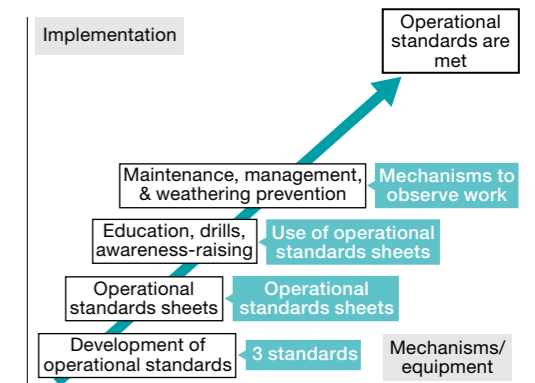 Implementation
Operational
standards are
met
Maintenance, management,
& weathering prevention
Mechanisms to
observe work
Education, drills,
awareness-raising
Use of operational
standards sheets
Operational
standards sheets
Operational
standards sheets
Development of
operational standards
3 standards
Mechanisms/
equipment